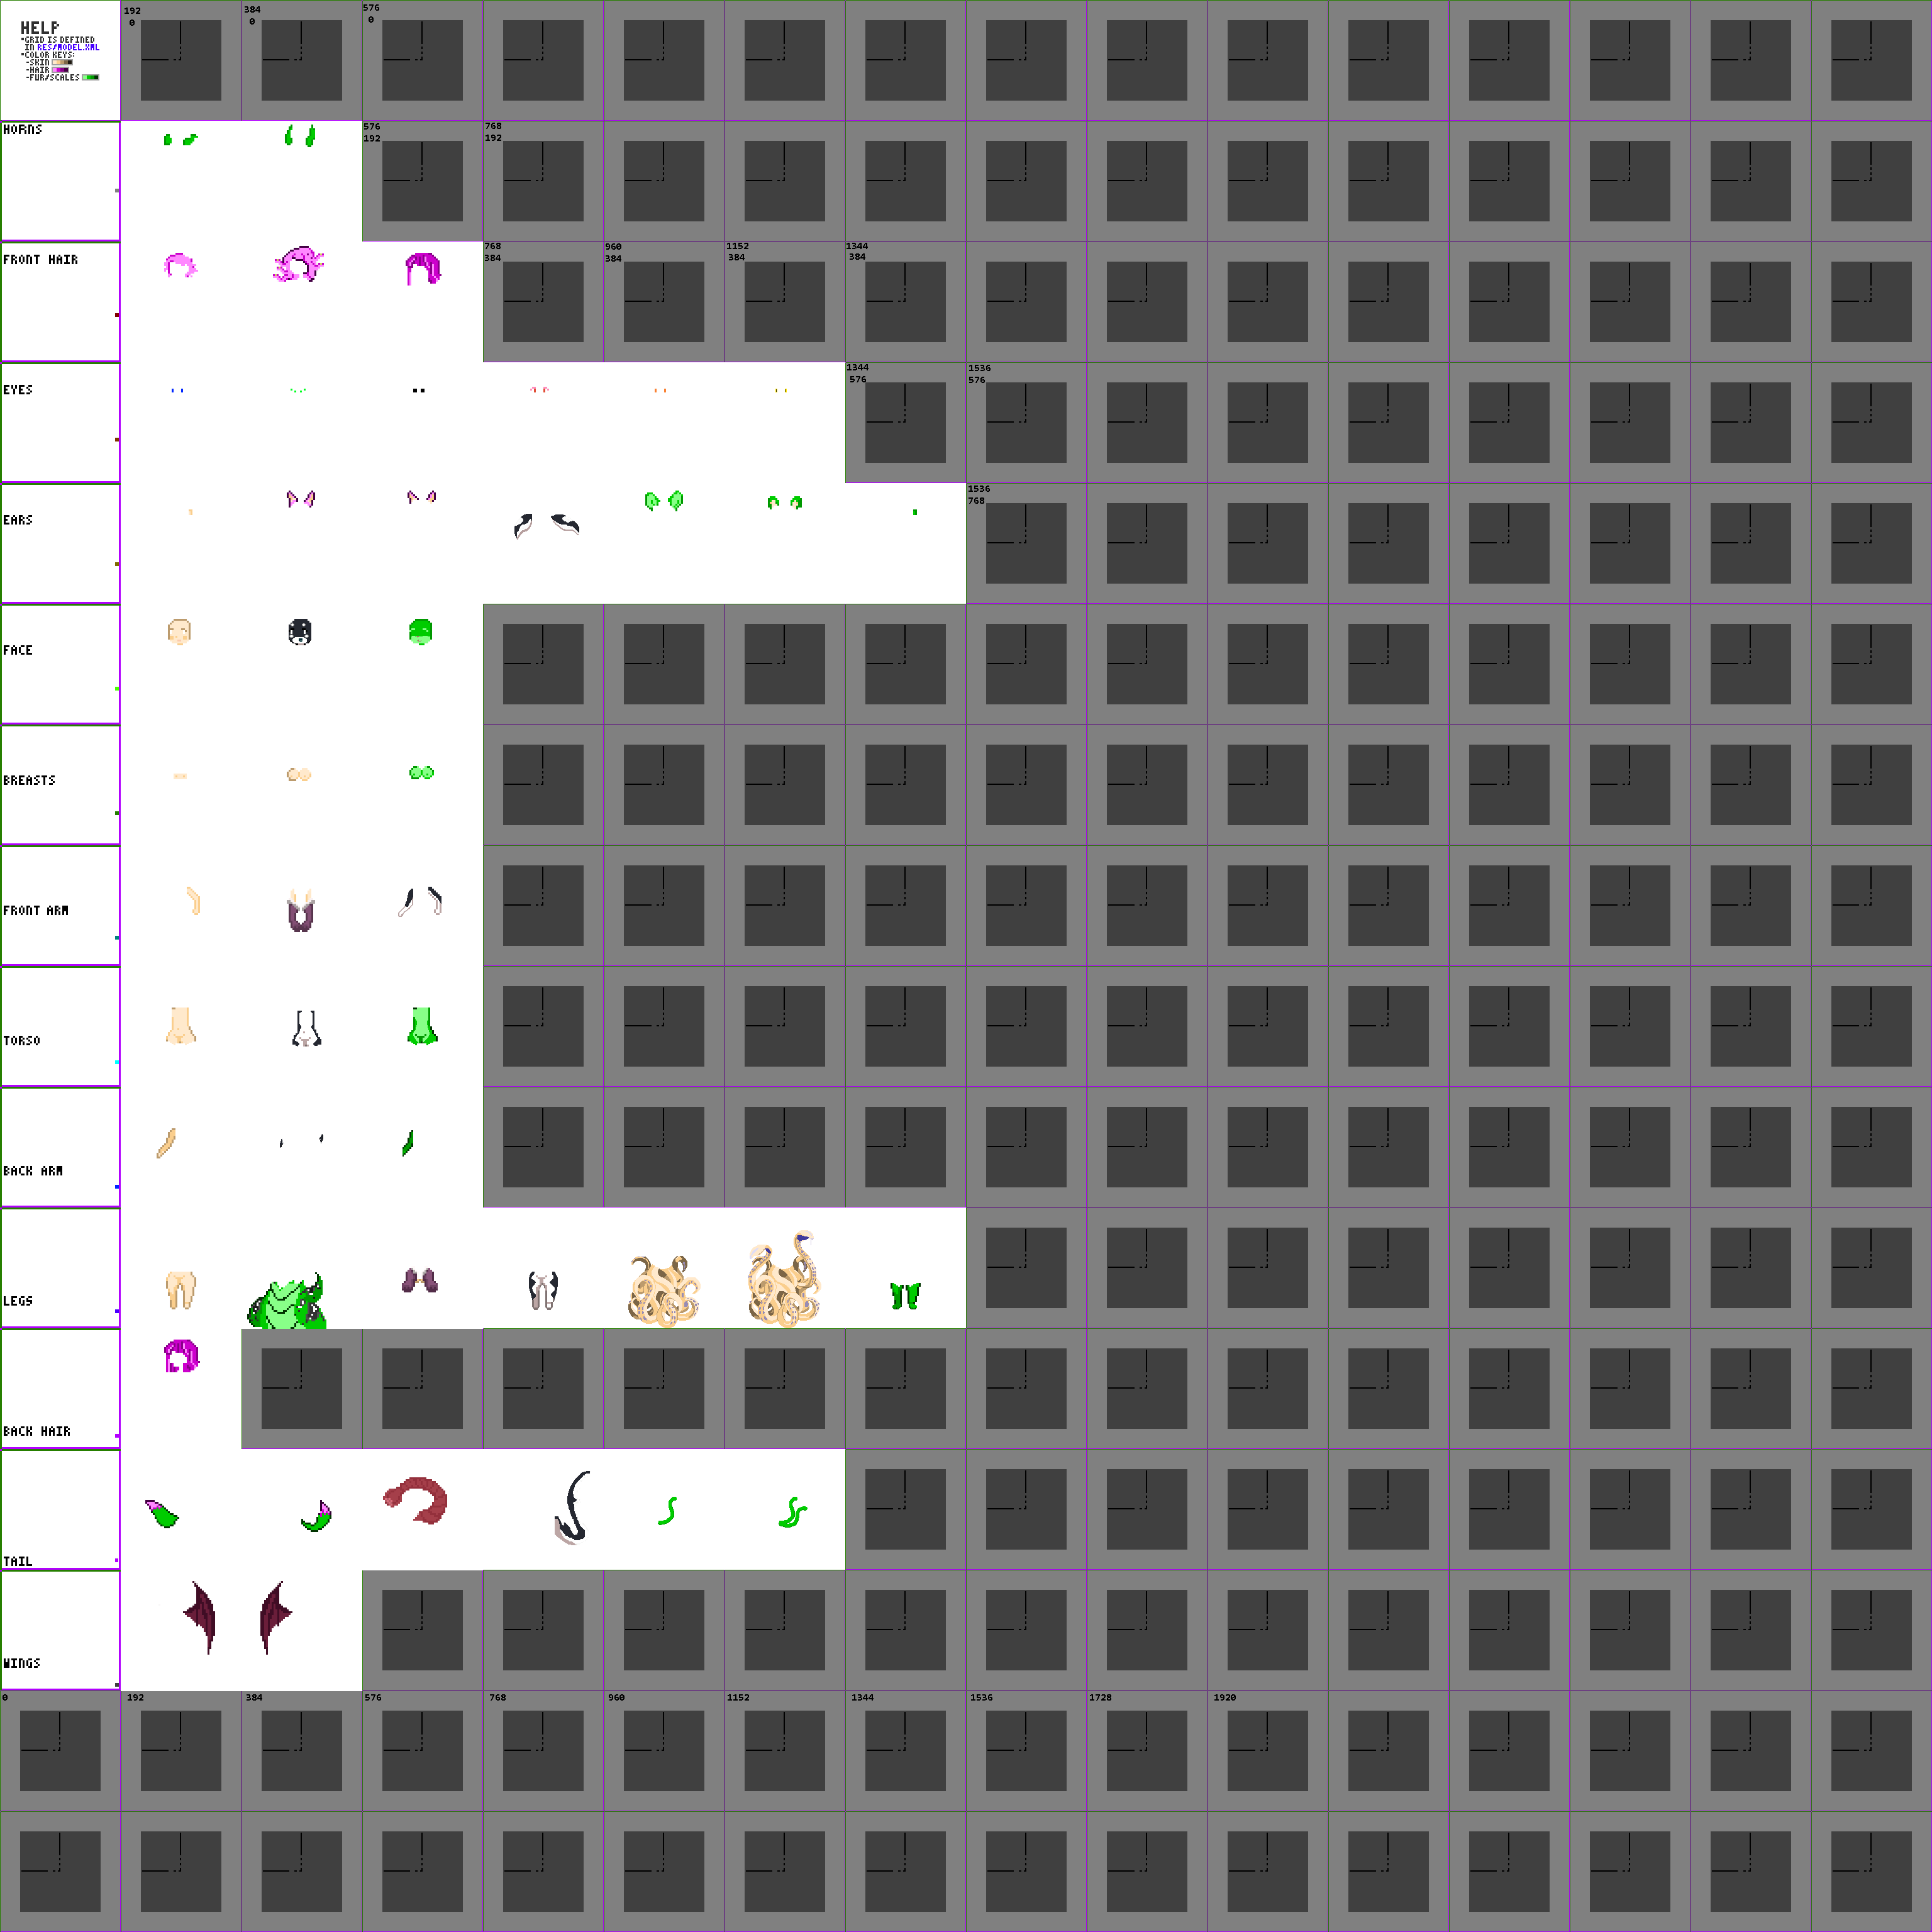 HELP
•GRID IS DEFINED
IN RES/MODEL.XML
•COLOR KEYS:
-SKIN
-HAIR
-FUR/SCALES
192
0
384
0
576
0
HORNS
576
192
768
192
FRONT HAIR
768
384
960
384
1152
384
1344
384
EYES
1344
576
1536
576
EARS
1536
768
FACE
BREASTS
FRONT ARM
TORSO
BACK ARM
LEGS
BACK HAIR
TAIL
WINGS
0
192
384
576
768
960
1152
1344
1536
1728
1920